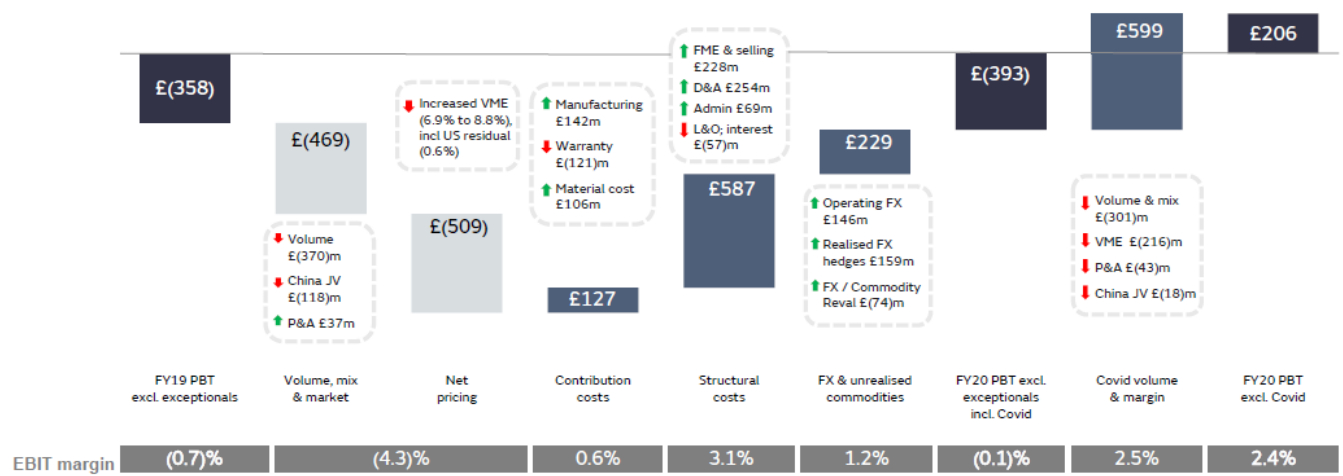 £(358)
£(469)
Volume
£(370)m
China JV
£(118)m
P&A £37m
Increased VME
(6.9% to 8.8%),
incl US residual
(0.6%)
£(509)
Manufacturing
£142m
Warranty
£(121)m
Material cost
£106m
£127
FME & selling
£228m
D&A £254m
Admin £69m
L&O; interest
£(57)m
£587
£229
Operating FX
£146m
Realised FX
hedges £159m
FX / Commodity
Reval £(74)m
£(393)
£599
Volume & mix
£(301)m
VME £(216)m
P&A £(43)m
China JV £(18)m
£206
FY19 PBT
excl. exceptionals
Volume, mix
& market
Net
pricing
Contribution
costs
Structural
costs
FX & unrealised
commodities
FY20 PBT excl.
exceptionals
incl. Covid
Covid volume
& margin
FY20 PBT
excl. Covid
EBIT margin (0.7)% (4.3)% 0.6% 3.1% 1.2% (0.1)% 2.5% 2.4%